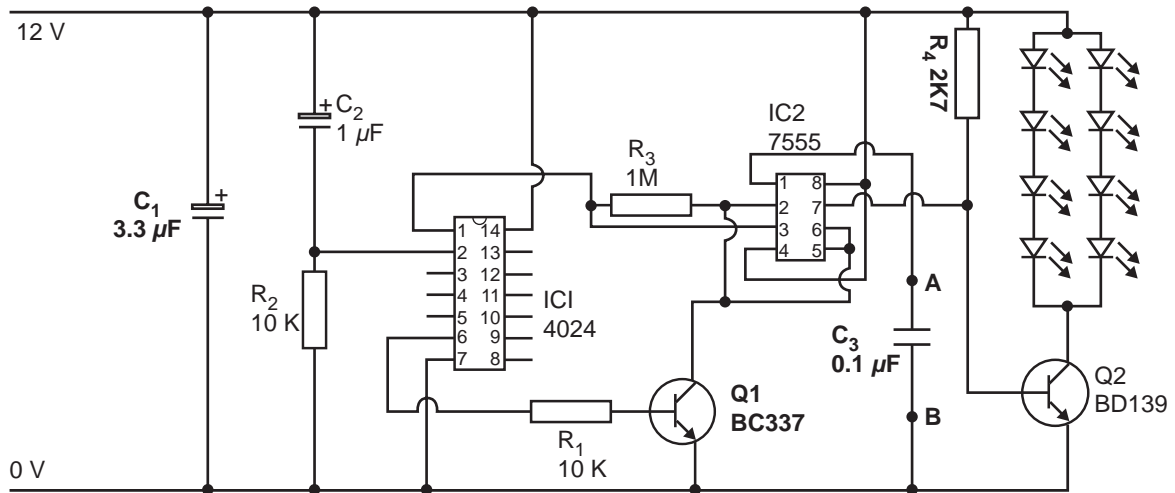 12 V
C2
1 µF
C1
3.3 µF
R2
10 K
1
2
3
4
5
6
7
14
13
12
11
10
9
8
ICI
4024
R1
10 K
R3
1M
IC2
7555
1
2
3
4
8
7
6
5
Q1
BC337
A
C3
0.1 µF
B
R4 2K7
Q2
BD139
0 V